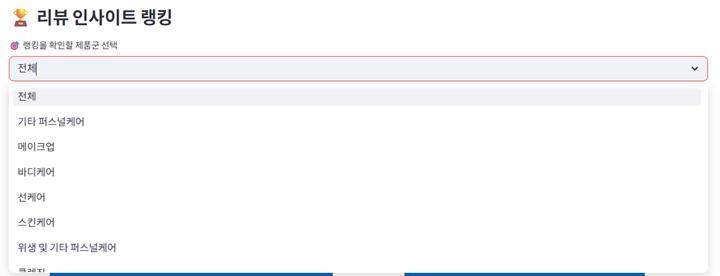 🏆 리뷰 인사이트 랭킹
🎯 랭킹을 확인할 제품군 선택
전체
전체
기타 퍼스널케어
메이크업
바디케어
선케어
스킨케어
위생 및 기타 퍼스널케어